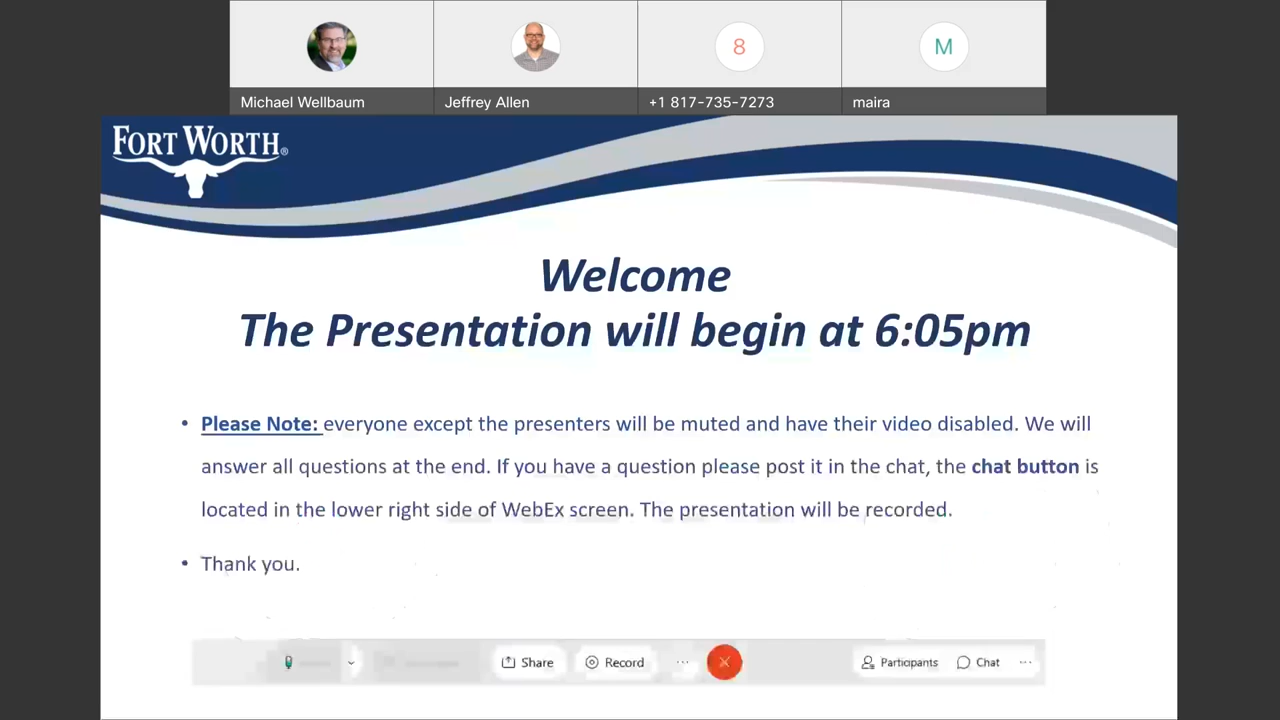 8
M
Michael Wellbaum
Jeffrey Allen
+1 817-735-7273
maira
FORT WORTH®
Welcome
The Presentation will begin at 6:05pm
• Please Note: everyone except the presenters will be muted and have their video disabled. We will
answer all questions at the end. If you have a question please post it in the chat, the chat button is
located in the lower right side of WebEx screen. The presentation will be recorded.
• Thank you.
Share
Record
...
Participants
Chat
...